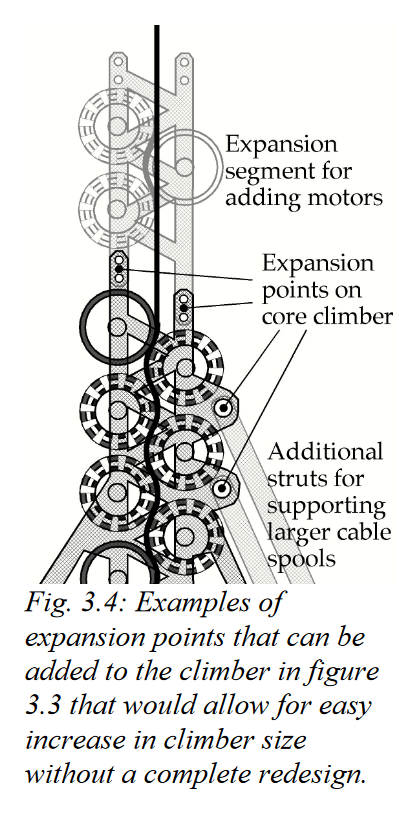 Expansion
segment for
adding motors
Expansion
points on
core climber
Additional
struts for
supporting
larger cable
spools
Fig. 3.4: Examples of
expansion points that can be
added to the climber in figure
3.3 that would allow for easy
increase in climber size
without a complete redesign.